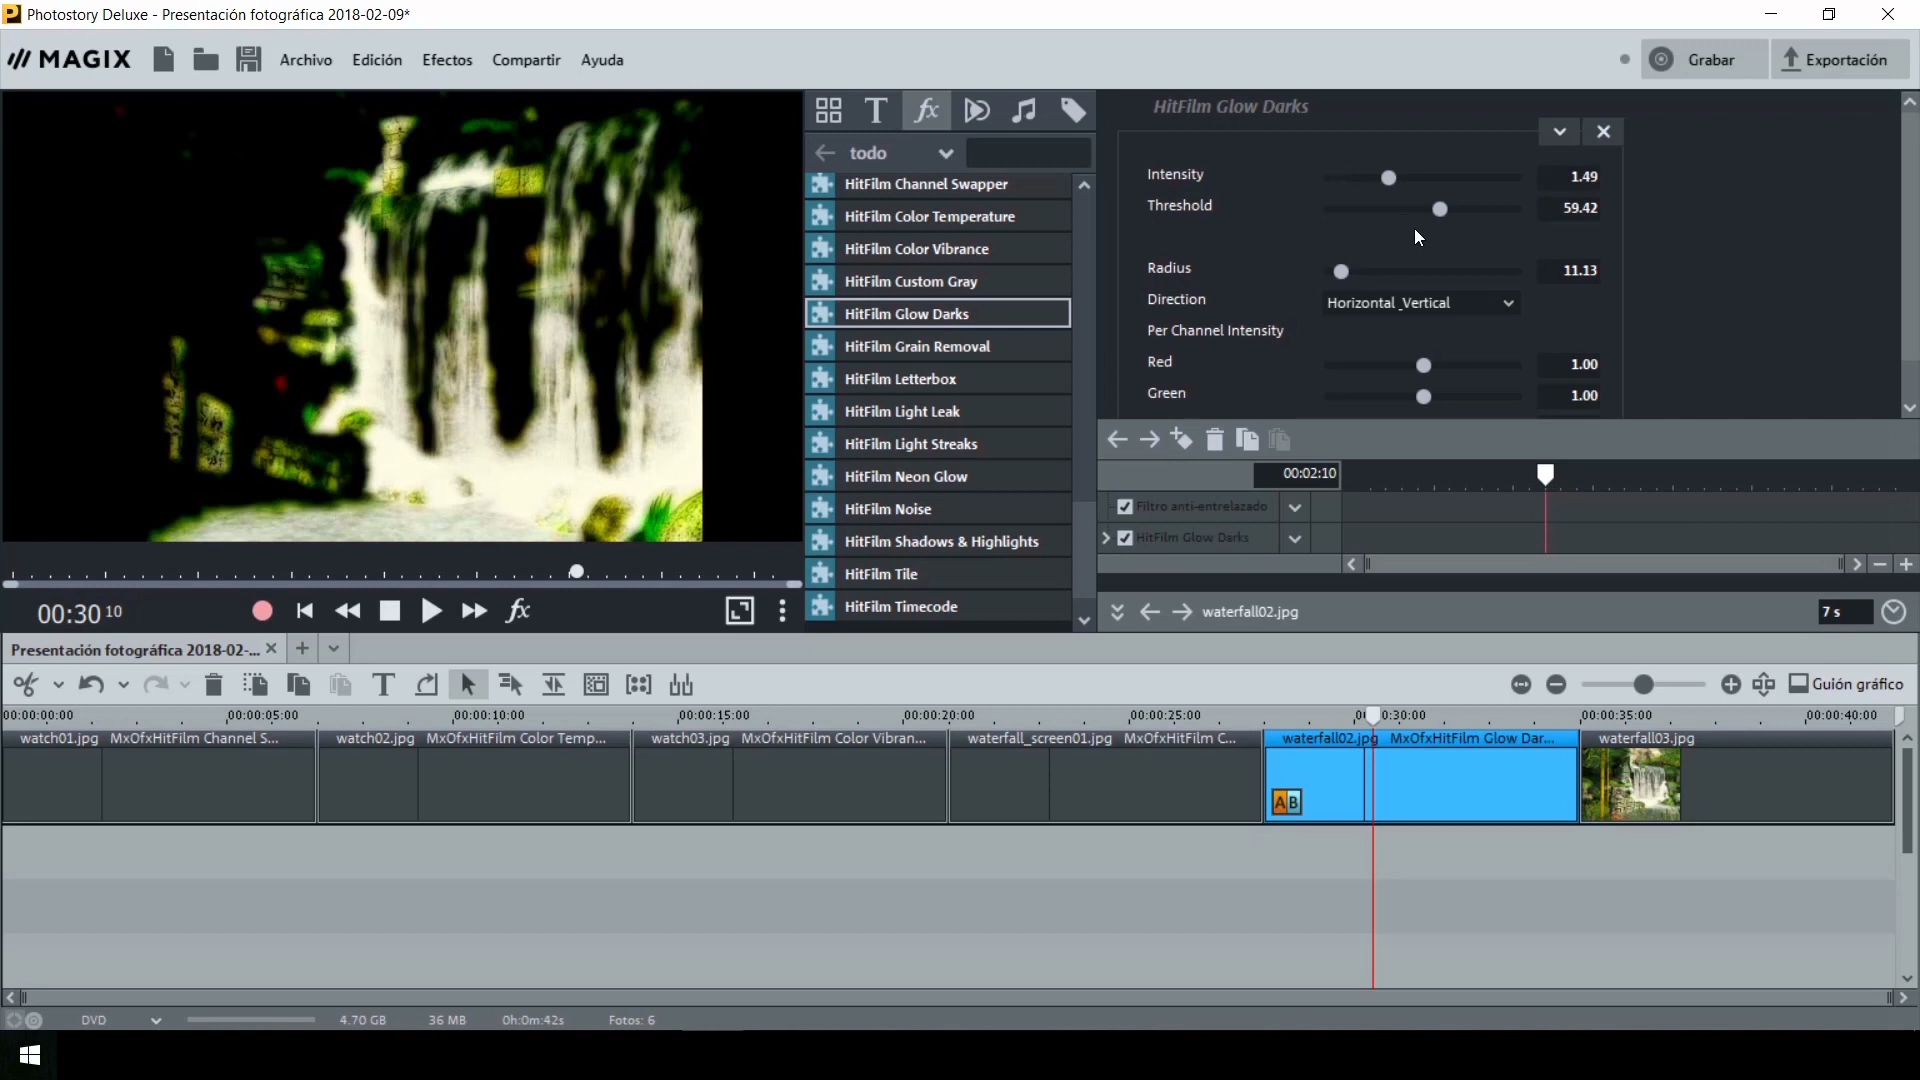 Photostory Deluxe - Presentación fotográfica 2018-02-09*
MAGIX Archivo Edición Efectos Compartir Ayuda Grabar Exportación
todo
HitFilm Channel Swapper
HitFilm Color Temperature
HitFilm Color Vibrance
HitFilm Custom Gray
HitFilm Glow Darks
HitFilm Grain Removal
HitFilm Letterbox
HitFilm Light Leak
HitFilm Light Streaks
HitFilm Neon Glow
HitFilm Noise
HitFilm Shadows & Highlights
HitFilm Tile
HitFilm Timecode
HitFilm Glow Darks
Intensity 1.49
Threshold 59.42
Radius 11.13
Direction Horizontal_Vertical
Per Channel Intensity
Red 1.00
Green 1.00
00:02:10
Filtro anti-entrelazado
HitFilm Glow Darks
00:30 10
waterfall02.jpg 7 s
Presentación fotográfica 2018-02-...
Guión gráfico
00:00:00:00 00:00:05:00 00:00:10:00 00:00:15:00 00:00:20:00 00:00:25:00 00:00:35:00 00:00:40:00
watch01.jpg MxOfxHitFilm Channel S... watch02.jpg MxOfxHitFilm Color Temp... watch03.jpg MxOfxHitFilm Color Vibran... waterfall_screen01.jpg MxOfxHitFilm C... waterfall02.jpg MxOfxHitFilm Glow Dar... waterfall03.jpg
AB
DVD 4.70 GB 36 MB 0h:0m:42s Fotos: 6